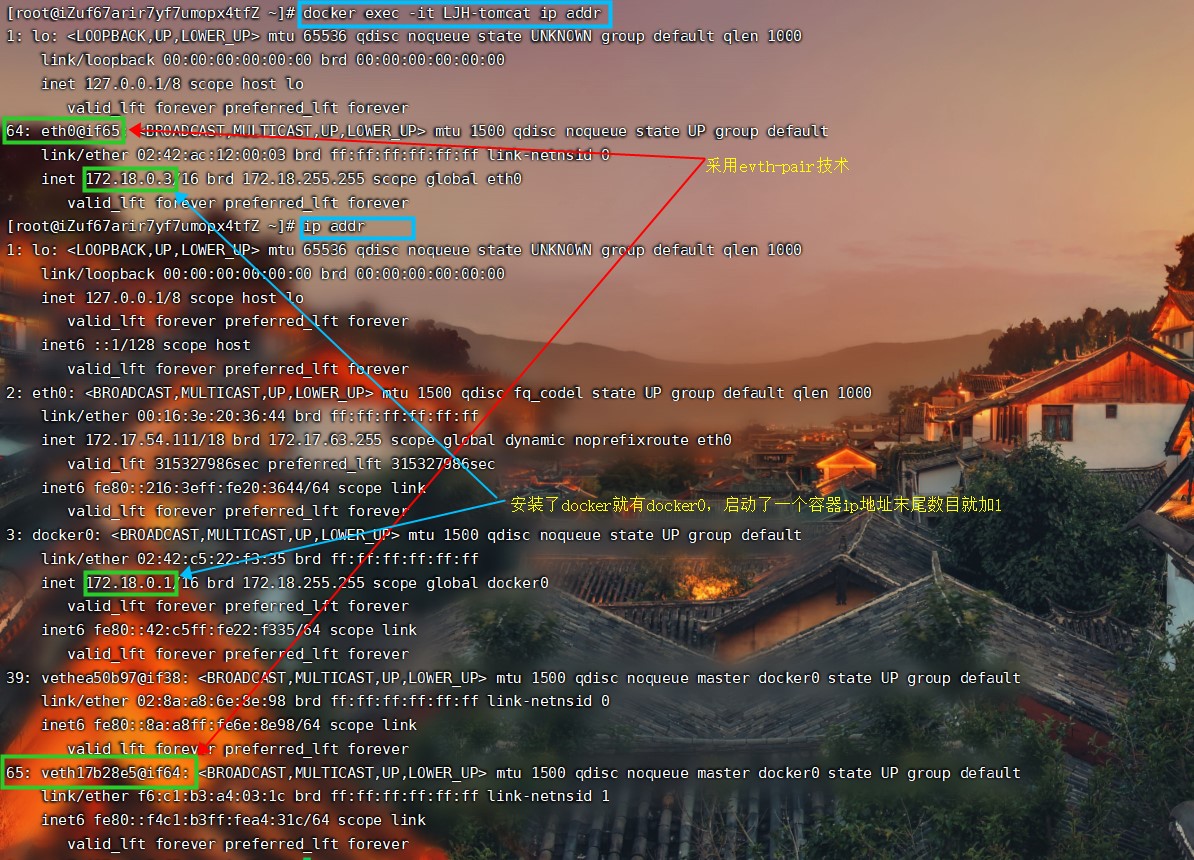 [root@iZuf67arir7yf7umopx4tfZ ~]# docker exec -it LJH-tomcat ip addr
1: lo: <LOOPBACK,UP,LOWER_UP> mtu 65536 qdisc noqueue state UNKNOWN group default qlen 1000
link/loopback 00:00:00:00:00:00 brd 00:00:00:00:00:00
inet 127.0.0.1/8 scope host lo
valid_lft forever preferred_lft forever
64: eth0@if65: <BROADCAST,MULTICAST,UP,LOWER_UP> mtu 1500 qdisc noqueue state UP group default
link/ether 02:42:ac:12:00:03 brd ff:ff:ff:ff:ff:ff link-netnsid 0
采用evth-pair技术
inet 172.18.0.3/16 brd 172.18.255.255 scope global eth0
valid_lft forever preferred_lft forever
[root@iZuf67arir7yf7umopx4tfZ ~]# ip addr
1: lo: <LOOPBACK,UP,LOWER_UP> mtu 65536 qdisc noqueue state UNKNOWN group default qlen 1000
link/loopback 00:00:00:00:00:00 brd 00:00:00:00:00:00
inet 127.0.0.1/8 scope host lo
valid_lft forever preferred_lft forever
inet6 ::1/128 scope host
valid_lft forever preferred_lft forever
2: eth0: <BROADCAST,MULTICAST,UP,LOWER_UP> mtu 1500 qdisc fq_codel state UP group default qlen 1000
link/ether 00:16:3e:20:36:44 brd ff:ff:ff:ff:ff:ff
inet 172.17.54.111/18 brd 172.17.63.255 scope global dynamic noprefixroute eth0
valid_lft 315327986sec preferred_lft 315327986sec
inet6 fe80::216:3eff:fe20:3644/64 scope link
valid_lft forever preferred_lft forever
安装了docker就有docker0，启动了一个容器ip地址末尾数目就加1
3: docker0: <BROADCAST,MULTICAST,UP,LOWER_UP> mtu 1500 qdisc noqueue state UP group default
link/ether 02:42:c5:22:f3:35 brd ff:ff:ff:ff:ff:ff
inet 172.18.0.1/16 brd 172.18.255.255 scope global docker0
valid_lft forever preferred_lft forever
inet6 fe80::42:c5ff:fe22:f335/64 scope link
valid_lft forever preferred_lft forever
39: vethea50b97@if38: <BROADCAST,MULTICAST,UP,LOWER_UP> mtu 1500 qdisc noqueue master docker0 state UP group default
link/ether 02:8a:a8:6e:8e:98 brd ff:ff:ff:ff:ff:ff link-netnsid 0
inet6 fe80::8a:a8ff:fe6e:8e98/64 scope link
valid_lft forever preferred_lft forever
65: veth17b28e5@if64: <BROADCAST,MULTICAST,UP,LOWER_UP> mtu 1500 qdisc noqueue master docker0 state UP group default
link/ether f6:c1:b3:a4:03:1c brd ff:ff:ff:ff:ff:ff link-netnsid 1
inet6 fe80::f4c1:b3ff:fea4:31c/64 scope link
valid_lft forever preferred_lft forever